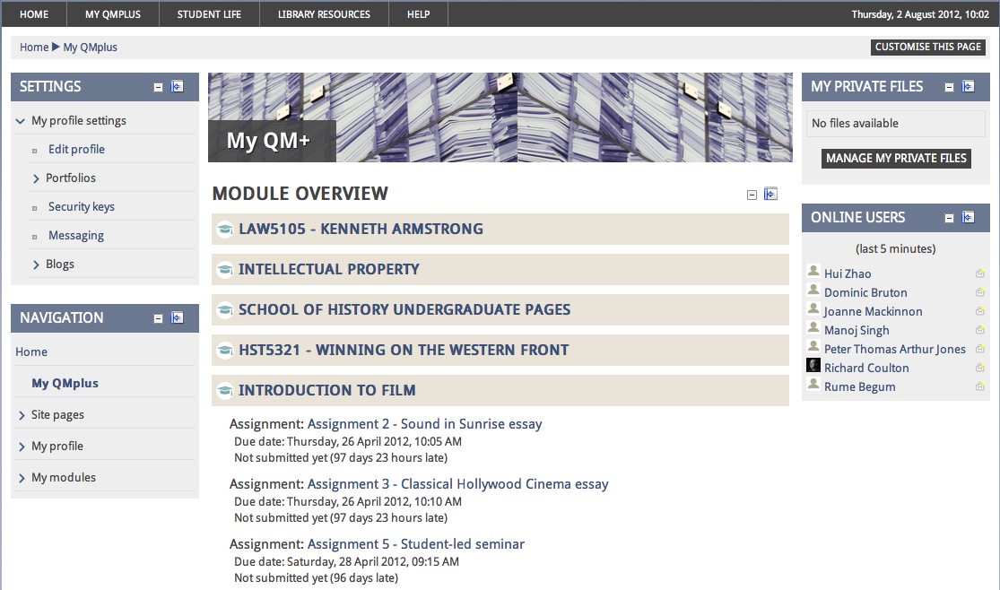 HOME MY QMPLUS STUDENT LIFE LIBRARY RESOURCES HELP Thursday, 2 August 2012, 10:02
Home My QMplus CUSTOMISE THIS PAGE
SETTINGS
My profile settings
Edit profile
Portfolios
Security keys
Messaging
Blogs
NAVIGATION
Home
My QMplus
Site pages
My profile
My modules
My QM+
MODULE OVERVIEW
LAW5105 - KENNETH ARMSTRONG
INTELLECTUAL PROPERTY
SCHOOL OF HISTORY UNDERGRADUATE PAGES
HST5321 - WINNING ON THE WESTERN FRONT
INTRODUCTION TO FILM
Assignment: Assignment 2 - Sound in Sunrise essay
Due date: Thursday, 26 April 2012, 10:05 AM
Not submitted yet (97 days 23 hours late)
Assignment: Assignment 3 - Classical Hollywood Cinema essay
Due date: Thursday, 26 April 2012, 10:10 AM
Not submitted yet (97 days 23 hours late)
Assignment: Assignment 5 - Student-led seminar
Due date: Saturday, 28 April 2012, 09:15 AM
Not submitted yet (96 days late)
MY PRIVATE FILES
No files available
MANAGE MY PRIVATE FILES
ONLINE USERS
(last 5 minutes)
Hui Zhao
Dominic Bruton
Joanne Mackinnon
Manoj Singh
Peter Thomas Arthur Jones
Richard Coulton
Rume Begum